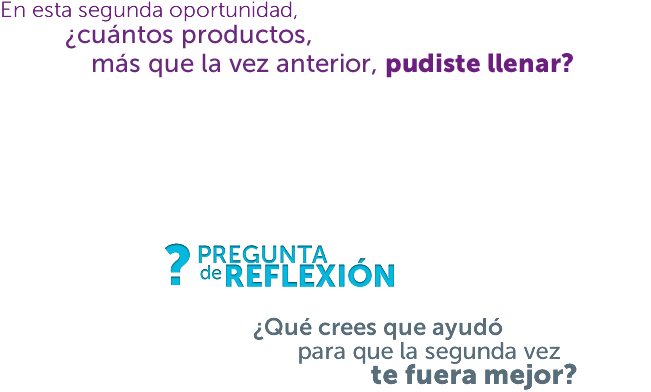 En esta segunda oportunidad,
¿cuántos productos,
más que la vez anterior, pudiste llenar?
? PREGUNTA
de REFLEXIÓN
¿Qué crees que ayudó
para que la segunda vez
te fuera mejor?